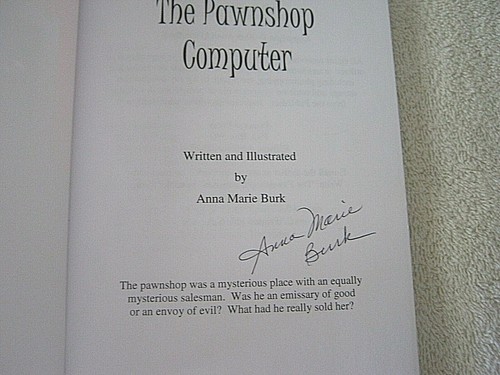 The Pawnshop
Computer
Written and Illustrated
by
Anna Marie Burk
Anna Marie
Burk
The pawnshop was a mysterious place with an equally
mysterious salesman. Was he an emissary of good
or an envoy of evil? What had he really sold her?